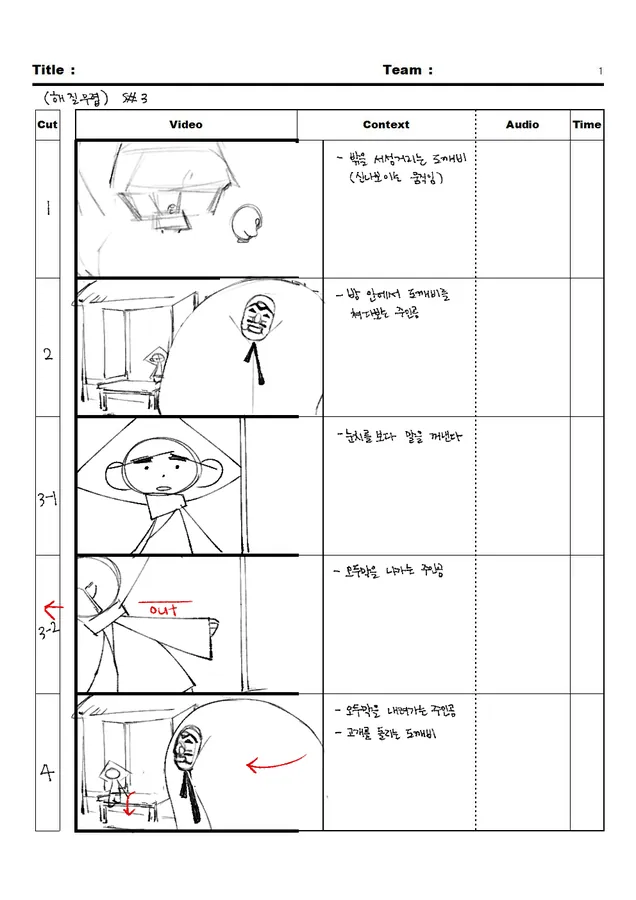 Title :
Team :
1
(해질무렵) S#3
Cut
Video
Context
Audio
Time
1
- 밖을 서성거리는 도깨비
(신나보이는 움직임)
2
- 방 안에서 도깨비를
쳐다보는 주인공
3-1
- 눈치를 보다 말을 꺼낸다
3-2
out
- 오두막을 나가는 주인공
4
- 오두막을 내려가는 주인공
- 고개를 돌리는 도깨비